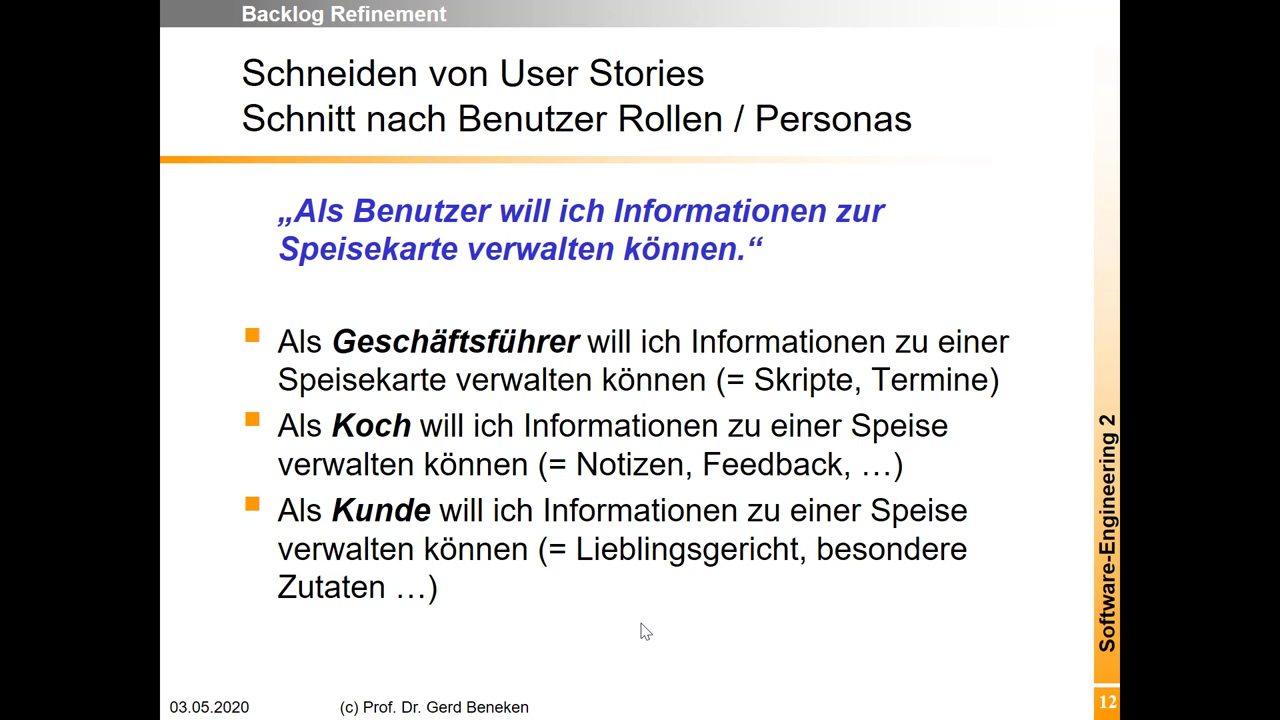 Backlog Refinement
Schneiden von User Stories
Schnitt nach Benutzer Rollen / Personas
„Als Benutzer will ich Informationen zur
Speisekarte verwalten können.“
Als Geschäftsführer will ich Informationen zu einer
Speisekarte verwalten können (= Skripte, Termine)
Als Koch will ich Informationen zu einer Speise
verwalten können (= Notizen, Feedback, …)
Als Kunde will ich Informationen zu einer Speise
verwalten können (= Lieblingsgericht, besondere
Zutaten …)
Software-Engineering 2
03.05.2020
(c) Prof. Dr. Gerd Beneken
12